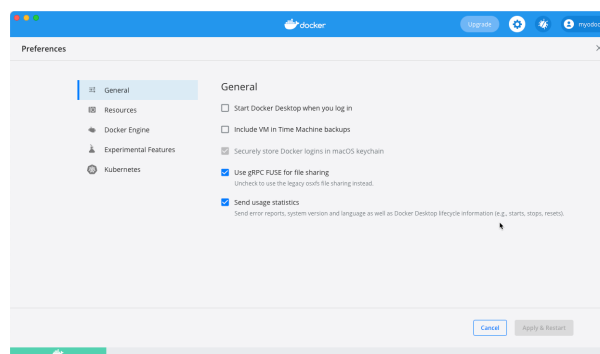 docker
Upgrade
Preferences
General
Resources
Docker Engine
Experimental Features
Kubernetes
General
Start Docker Desktop when you log in
Include VM in Time Machine backups
Securely store Docker logins in macOS keychain
Use gRPC FUSE for file sharing
Uncheck to use the legacy osxfs file sharing instead.
Send usage statistics
Send error reports, system version and language as well as Docker Desktop lifecycle information (e.g., starts, stops, resets).
Cancel
Apply & Restart